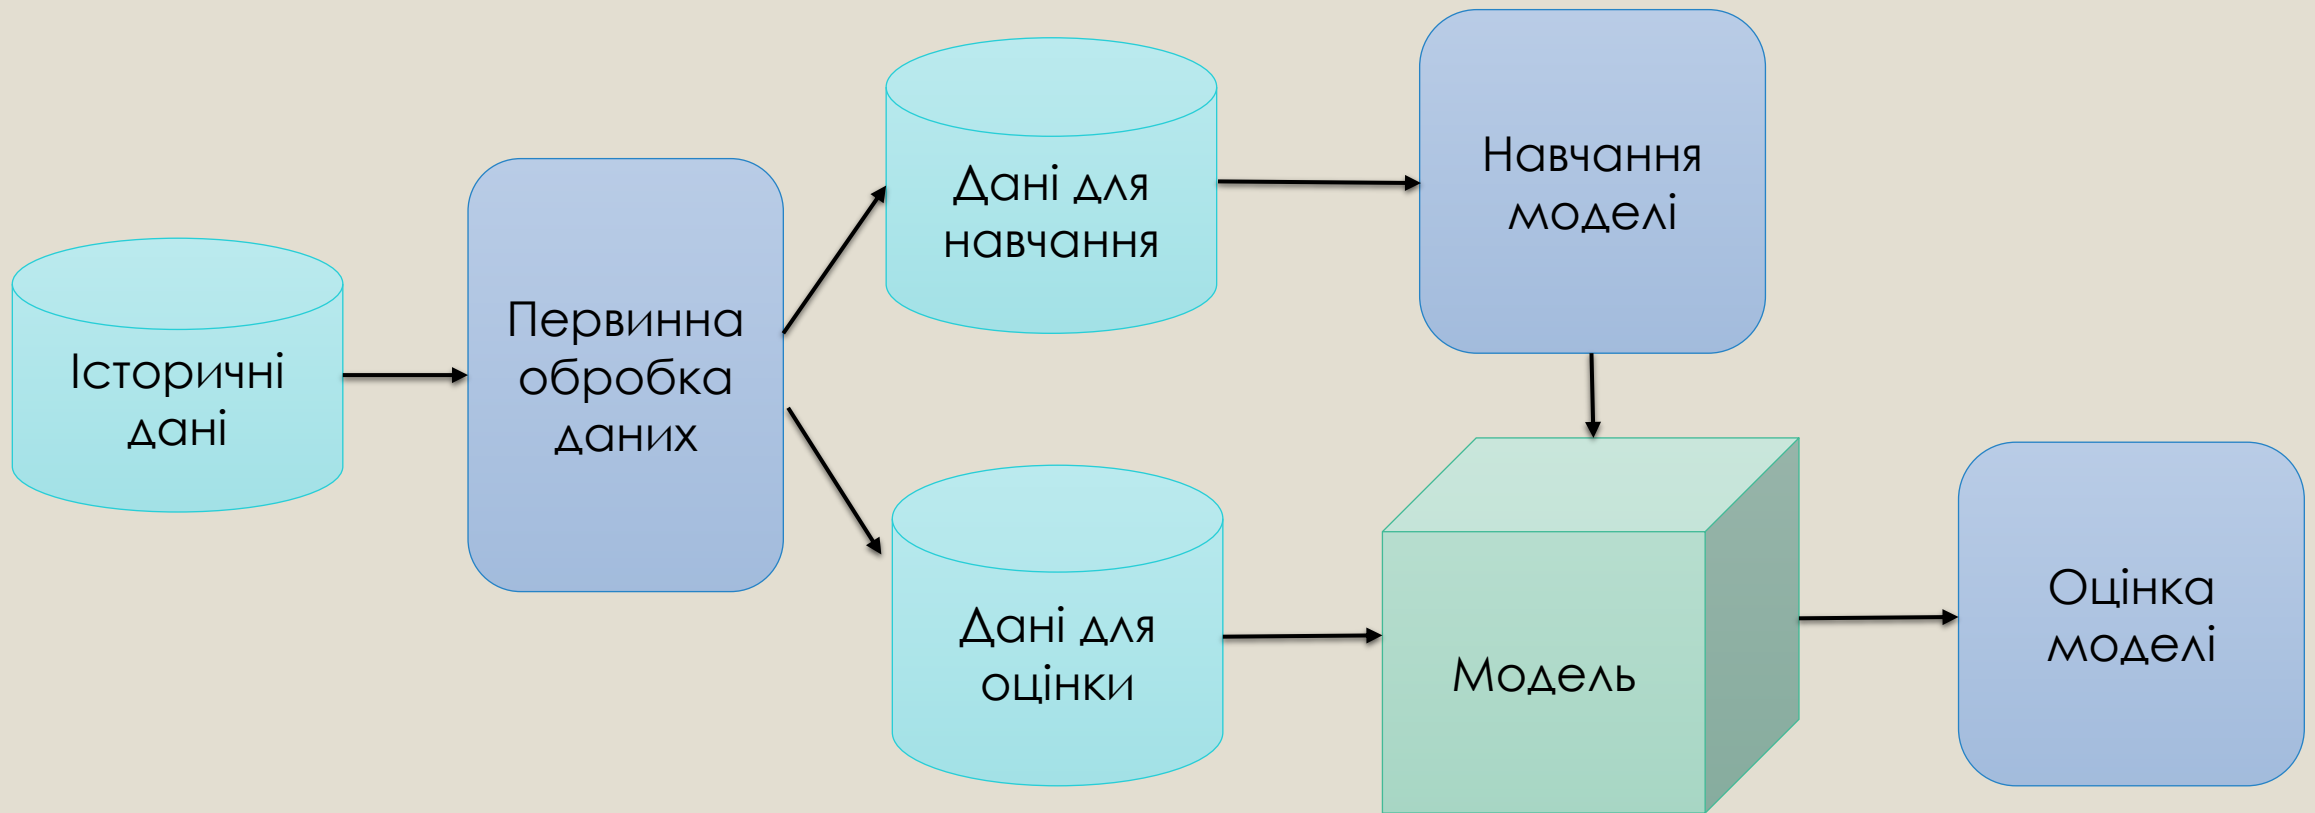 Історичні
дані
Первинна
обробка
даних
Дані для
навчання
Навчання
моделі
Дані для
оцінки
Модель
Оцінка
моделі